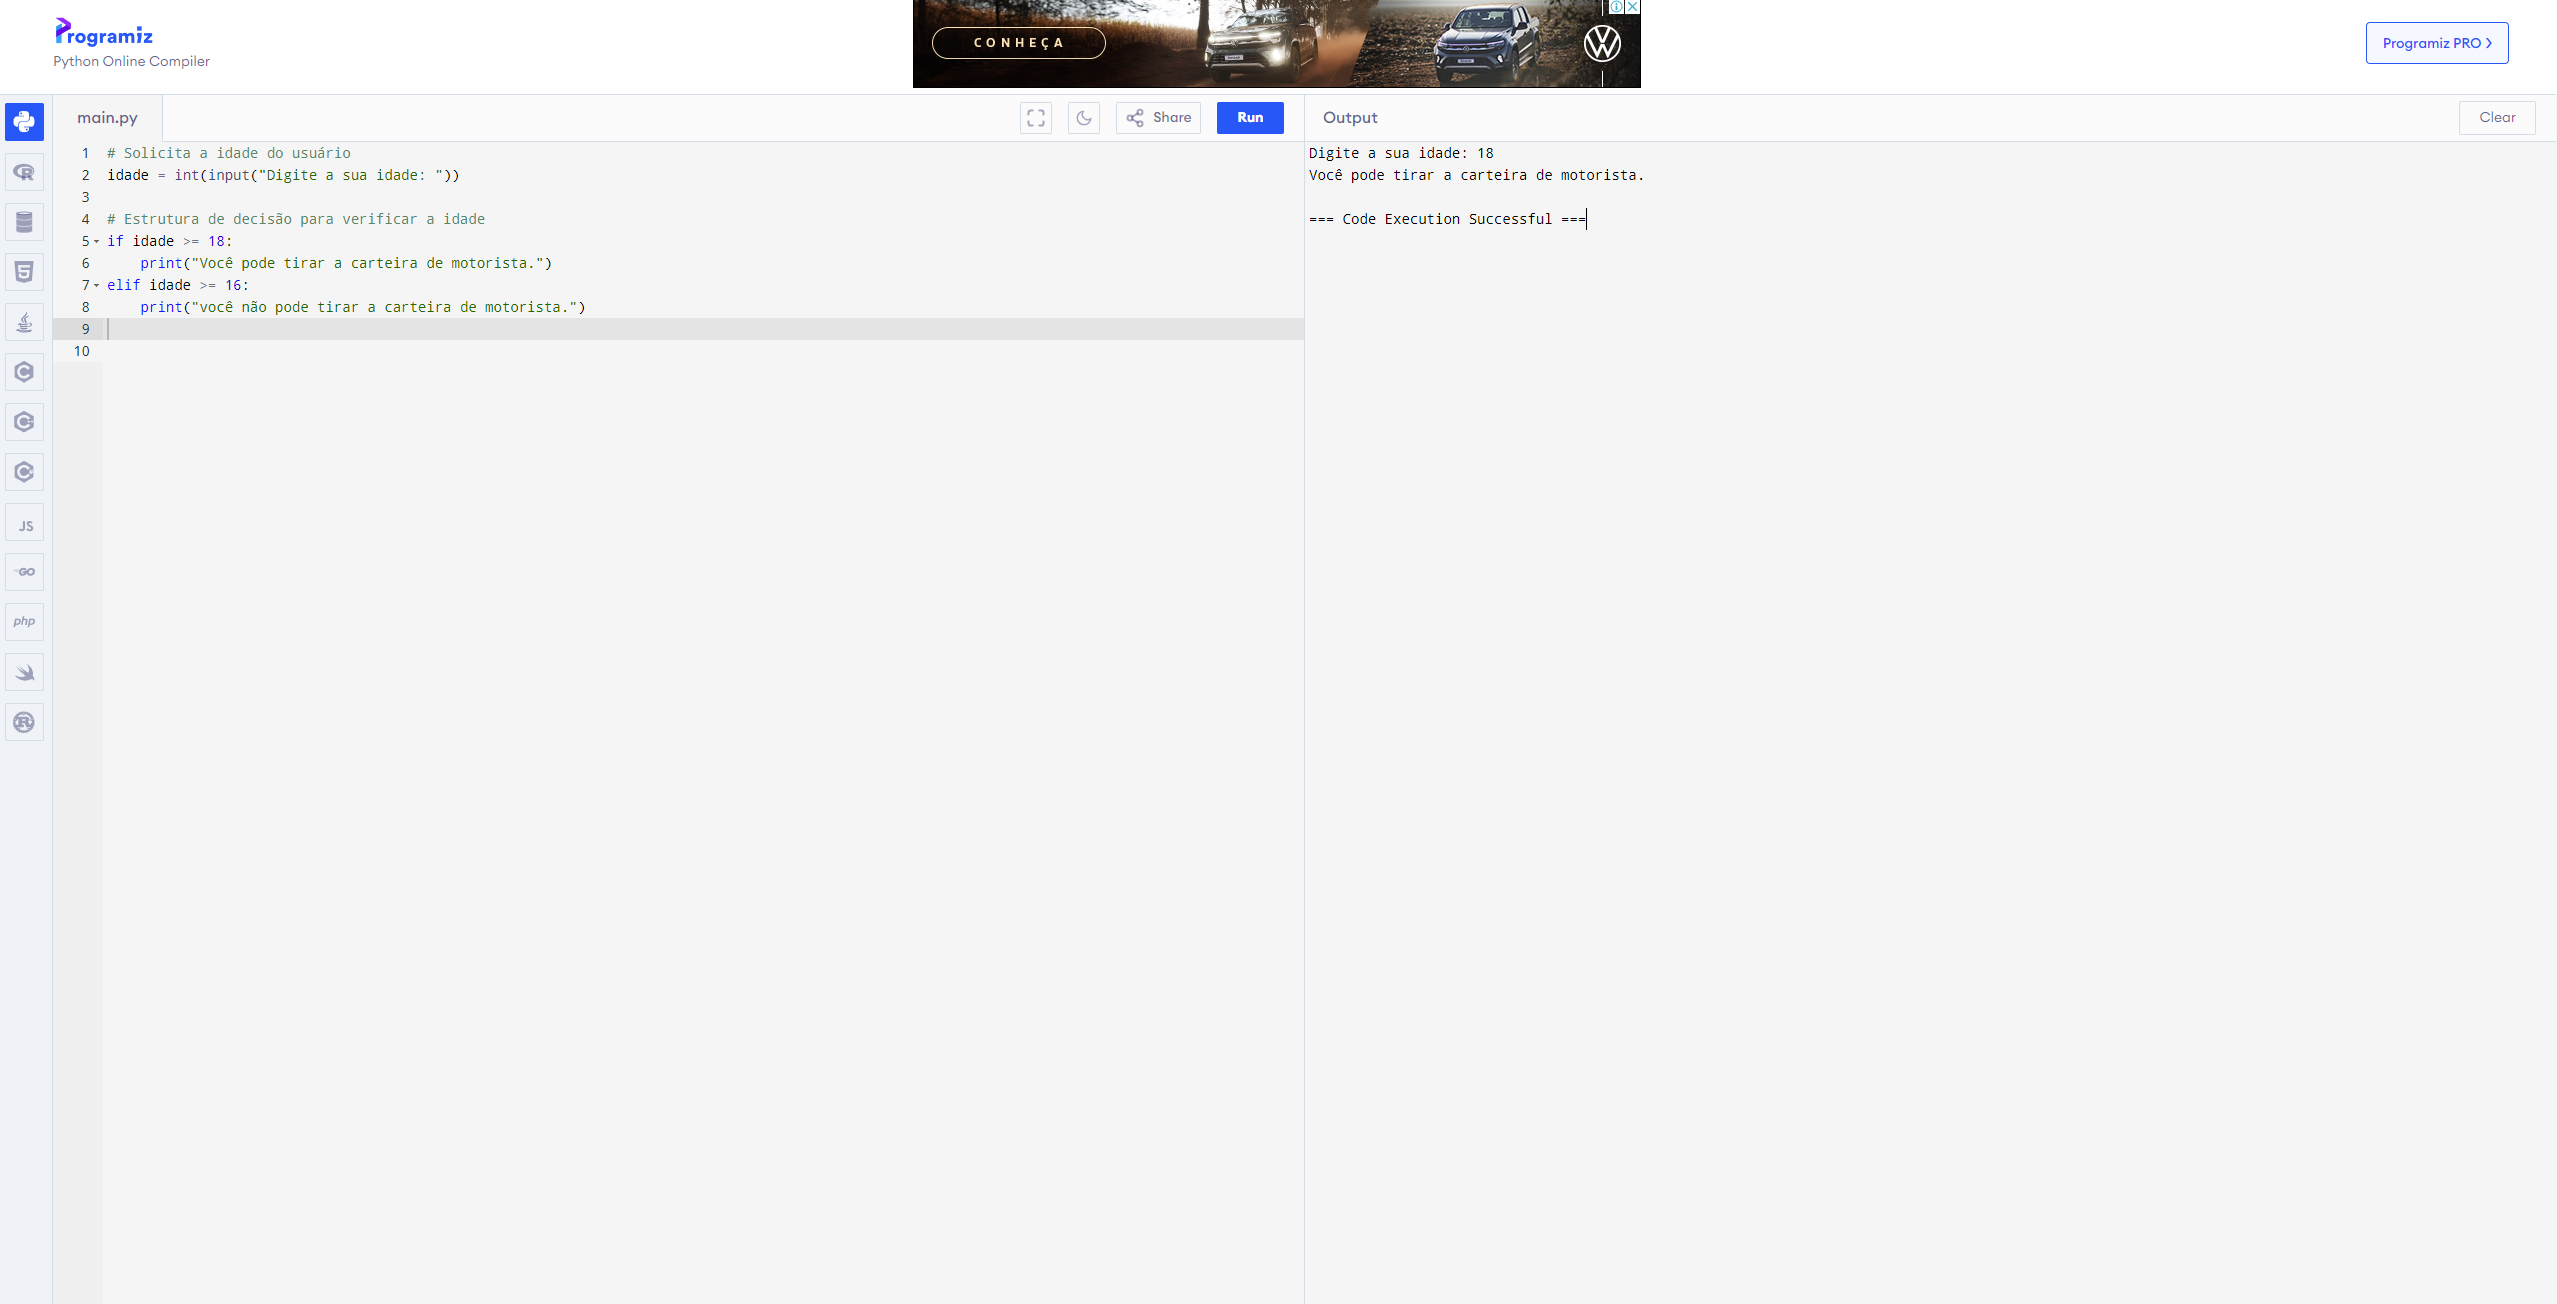 Programiz
Python Online Compiler
CONHEÇA
Programiz PRO >
main.py
Share
Run
Output
Clear
1 # Solicita a idade do usuário
2 idade = int(input("Digite a sua idade: "))
3
4 # Estrutura de decisão para verificar a idade
5 if idade >= 18:
6     print("Você pode tirar a carteira de motorista.")
7 elif idade >= 16:
8     print("você não pode tirar a carteira de motorista.")
9
10
Digite a sua idade: 18
Você pode tirar a carteira de motorista.
=== Code Execution Successful ===
JS
GO
php